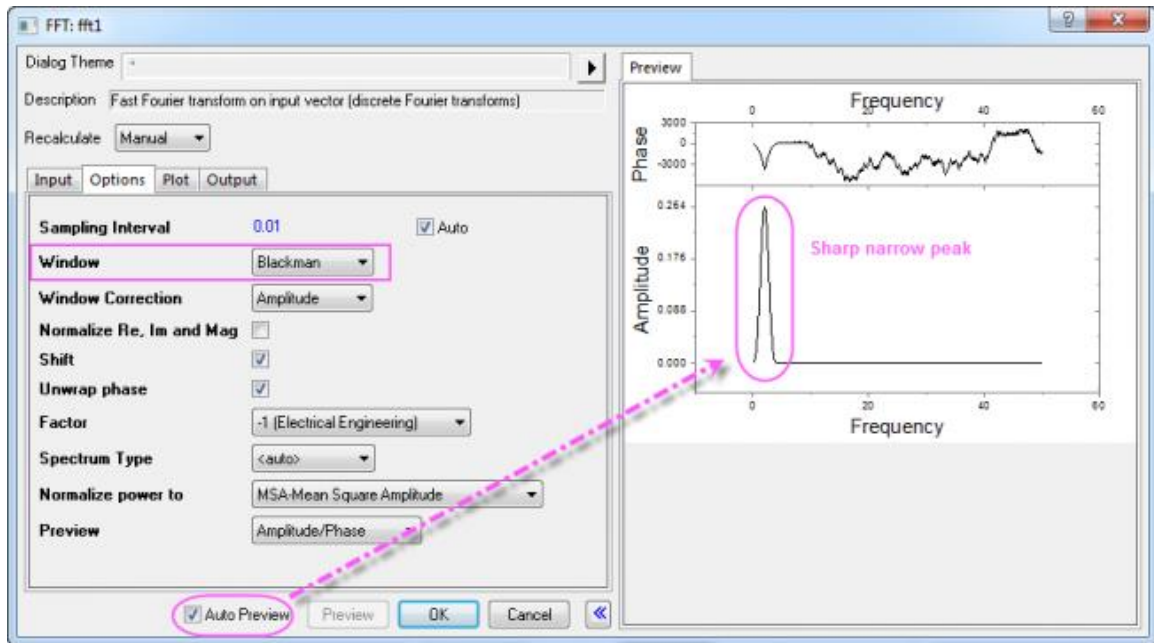 FFT: fft1
Dialog Theme *
Description Fast Fourier transform on input vector (discrete Fourier transforms)
Recalculate Manual
Input Options Plot Output
Sampling Interval 0.01 Auto
Window Blackman
Window Correction Amplitude
Normalize Re, Im and Mag
Shift
Unwrap phase
Factor -1 (Electrical Engineering)
Spectrum Type <auto>
Normalize power to MSA-Mean Square Amplitude
Preview Amplitude/Phase
Auto Preview Preview OK Cancel
Preview
Frequency
0 20 40 60
Phase
3000
0
-3000
Amplitude
0.264
0.176
0.088
0.000
Sharp narrow peak
0 20 40 60
Frequency